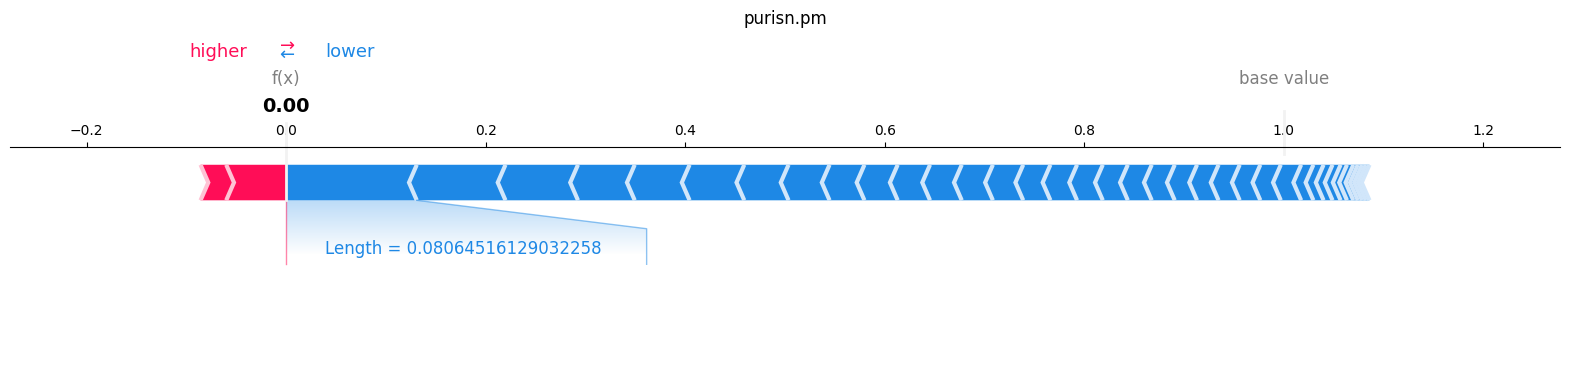 purisn.pm
higher ⇄ lower
f(x)
base value
0.00
−0.2 0.0 0.2 0.4 0.6 0.8 1.0 1.2
Length = 0.08064516129032258